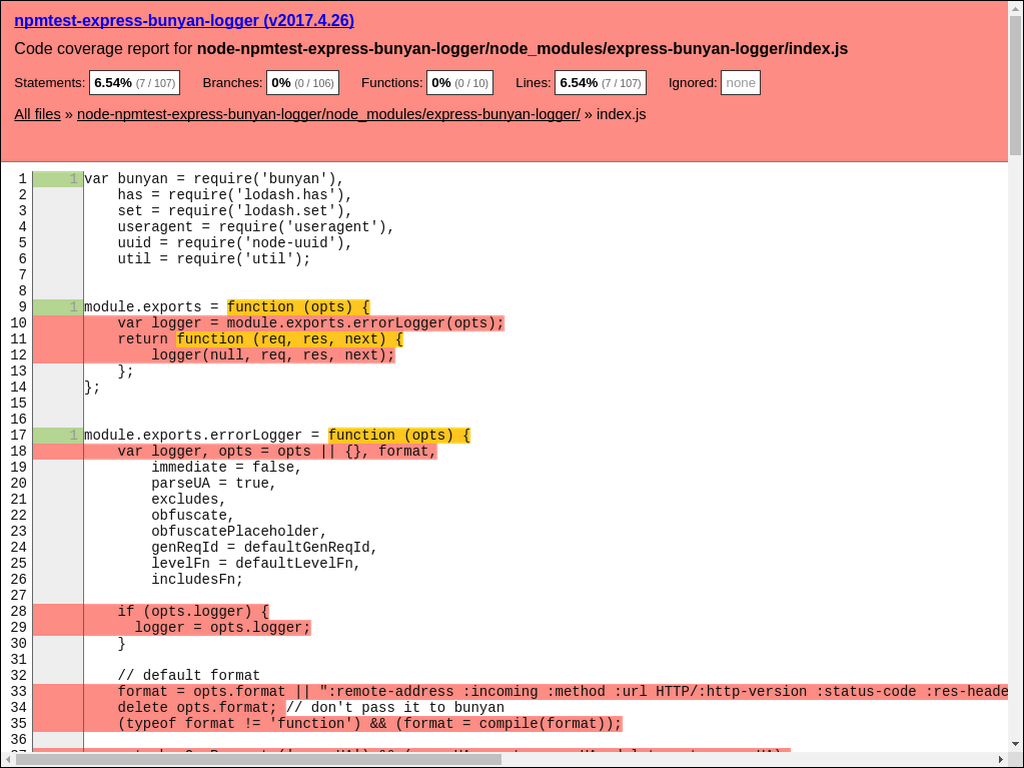 npmtest-express-bunyan-logger (v2017.4.26)
Code coverage report for node-npmtest-express-bunyan-logger/node_modules/express-bunyan-logger/index.js
Statements: 6.54% (7 / 107) Branches: 0% (0 / 106) Functions: 0% (0 / 10) Lines: 6.54% (7 / 107) Ignored: none
All files » node-npmtest-express-bunyan-logger/node_modules/express-bunyan-logger/ » index.js
1 1 var bunyan = require('bunyan'),
2 has = require('lodash.has'),
3 set = require('lodash.set'),
4 useragent = require('useragent'),
5 uuid = require('node-uuid'),
6 util = require('util');
7
8
9 1 module.exports = function (opts) {
10 var logger = module.exports.errorLogger(opts);
11 return function (req, res, next) {
12 logger(null, req, res, next);
13 };
14 };
15
16
17 1 module.exports.errorLogger = function (opts) {
18 var logger, opts = opts || {}, format,
19 immediate = false,
20 parseUA = true,
21 excludes,
22 obfuscate,
23 obfuscatePlaceholder,
24 genReqId = defaultGenReqId,
25 levelFn = defaultLevelFn,
26 includesFn;
27
28 if (opts.logger) {
29 logger = opts.logger;
30 }
31
32 // default format
33 format = opts.format || ":remote-address :incoming :method :url HTTP/:http-version :status-code :res-heade
34 delete opts.format; // don't pass it to bunyan
35 (typeof format != 'function') && (format = compile(format));
36